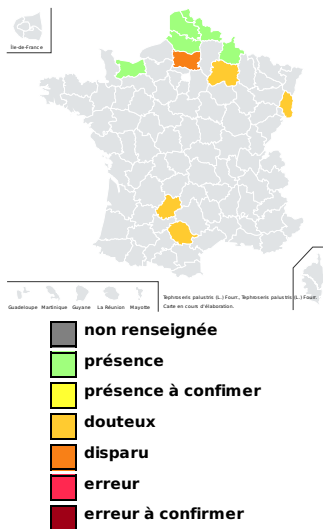 Île-de-France
Guadeloupe Martinique Guyane La Réunion Mayotte
Tephroseris palustris (L.) Fourr., Tephroseris palustris (L.) Fourr.
Carte en cours d'élaboration.
non renseignée
présence
présence à confimer
douteux
disparu
erreur
erreur à confirmer